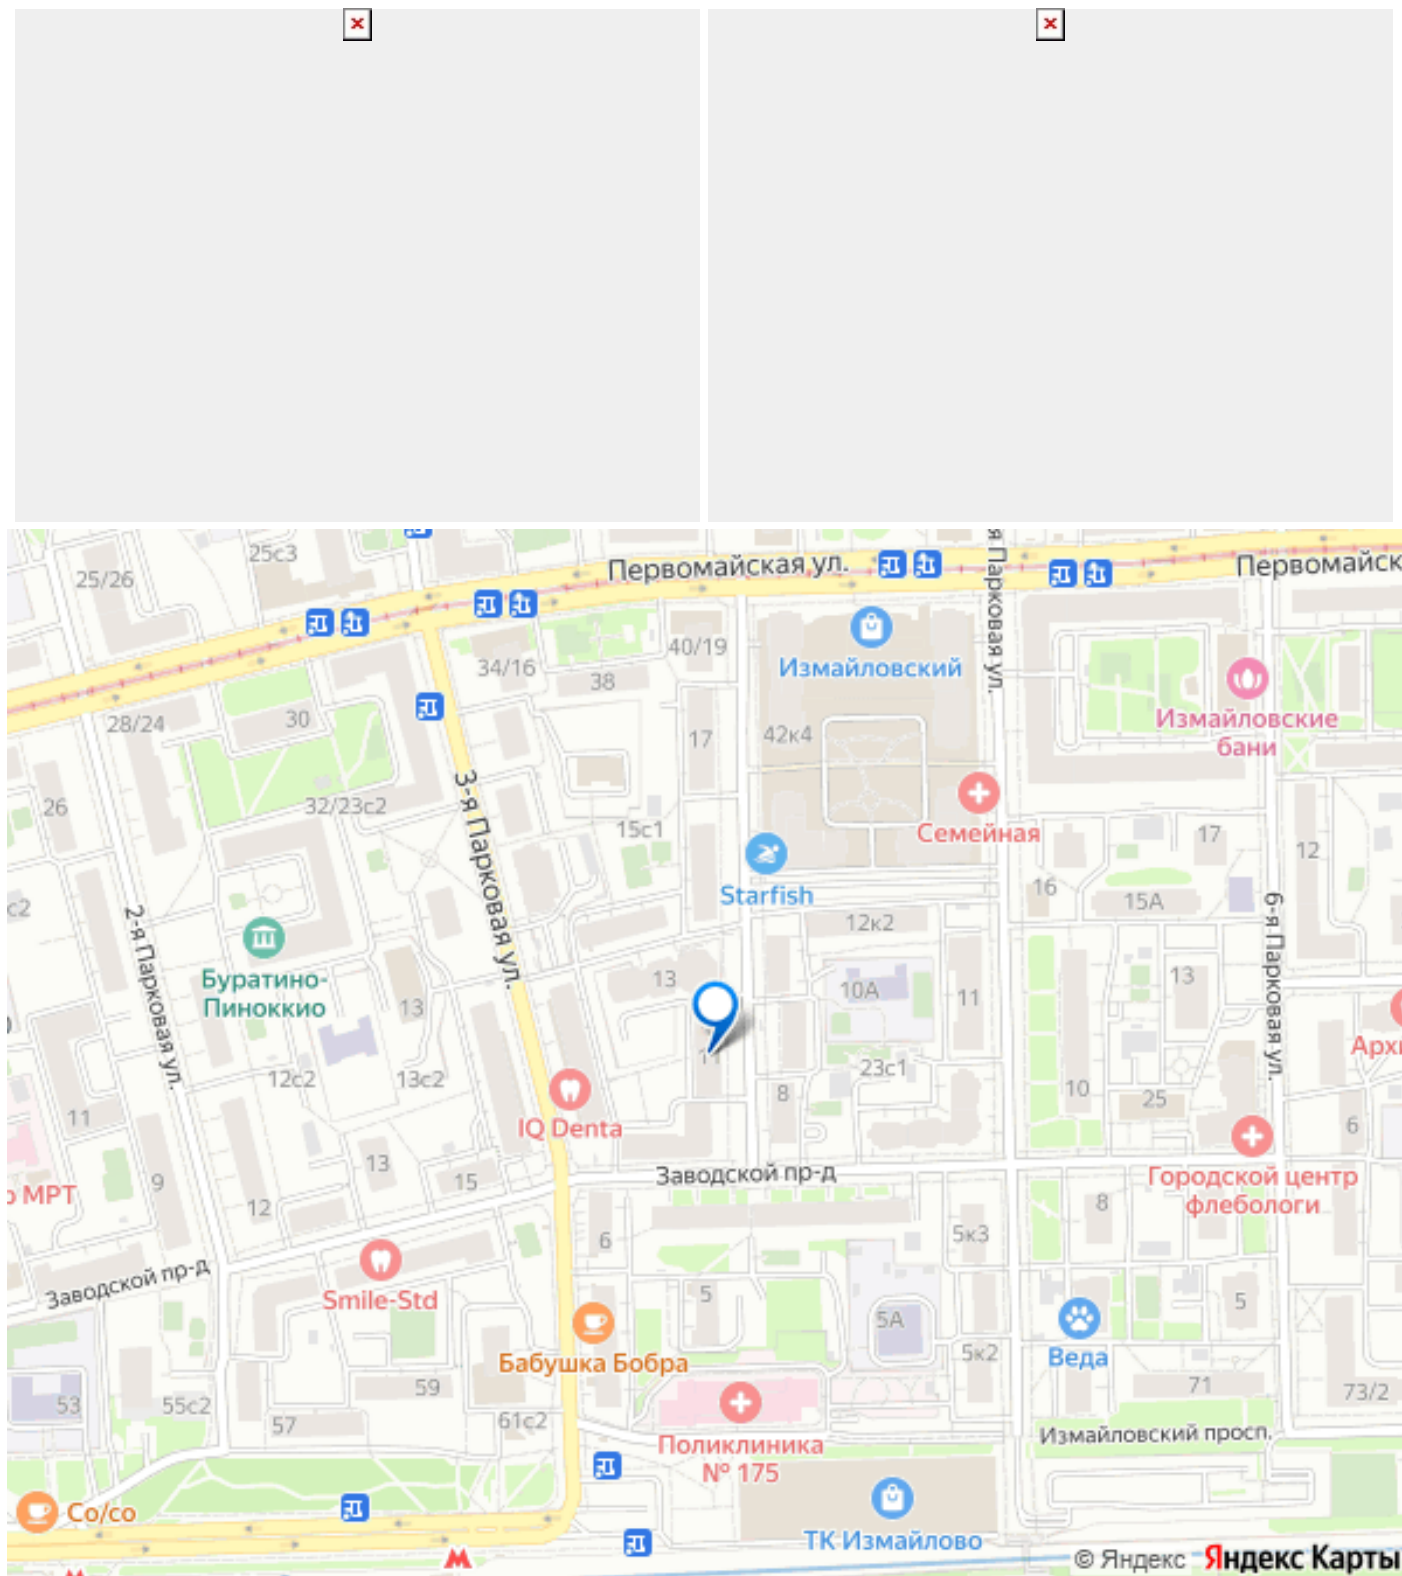 25с3
25/26
Первомайская ул.
Первомайск
я Парковая ул.
40/19
34/16
38
Измайловский
28/24
30
17
42к4
Измайловские
бани
3-я Парковая ул.
26
32/23с2
15с1
Семейная
17
12
Starfish
16
15А
с2
12к2
2-я Парковая ул.
6-я Парковая ул.
Буратино-
Пиноккио
13
13
10А
11
13
Архи
12с2
13с2
23с1
8
10
25
11
IQ Denta
6
13
15
Заводской пр-д
Городской центр
флебологи
о МРТ
9
12
8
6
5к3
Заводской пр-д
Smile-Std
5
5А
5
Бабушка Бобра
5к2
Веда
59
71
73/2
53
55с2
57
61с2
Измайловский просп.
Поликлиника
№ 175
Co/co
ТК Измайлово
© Яндекс Яндекс Карты